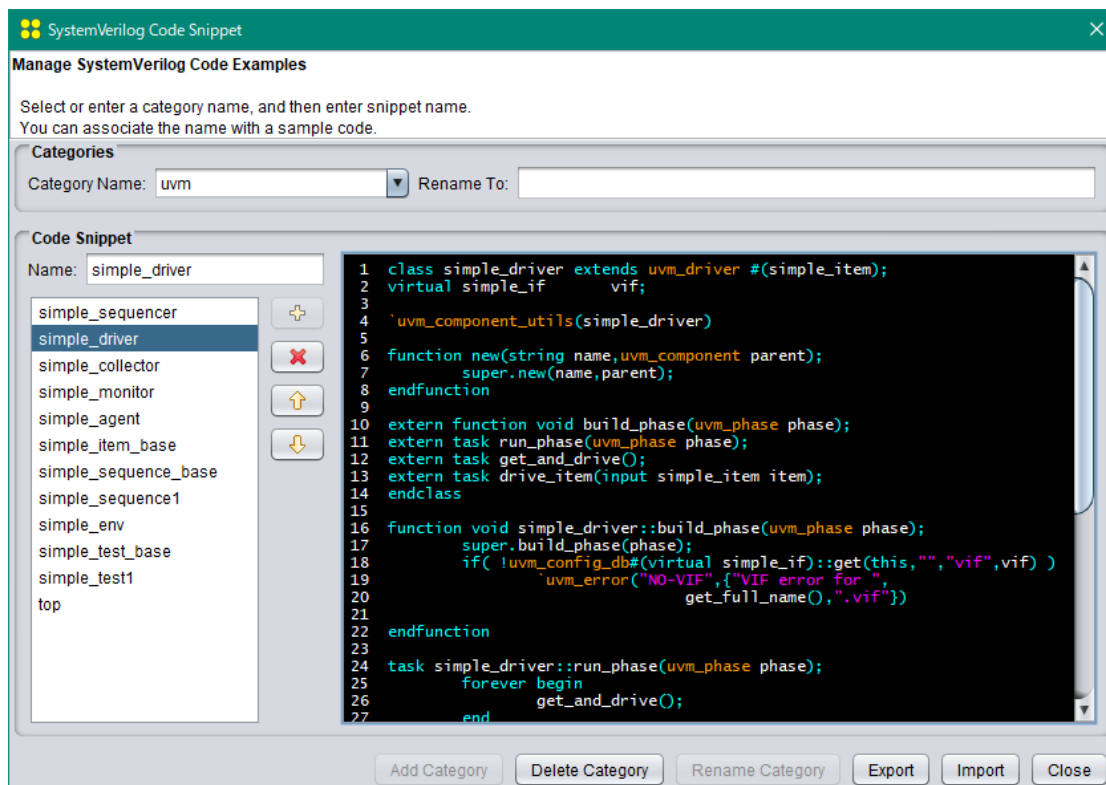 SystemVerilog Code Snippet
Manage SystemVerilog Code Examples
Select or enter a category name, and then enter snippet name.
You can associate the name with a sample code.
Categories
Category Name: uvm Rename To:
Code Snippet
Name: simple_driver
simple_sequencer
simple_driver
simple_collector
simple_monitor
simple_agent
simple_item_base
simple_sequence_base
simple_sequence1
simple_env
simple_test_base
simple_test1
top
1 class simple_driver extends uvm_driver #(simple_item);
2 virtual simple_if       vif;
3
4 `uvm_component_utils(simple_driver)
5
6 function new(string name,uvm_component parent);
7         super.new(name,parent);
8 endfunction
9
10 extern function void build_phase(uvm_phase phase);
11 extern task run_phase(uvm_phase phase);
12 extern task get_and_drive();
13 extern task drive_item(input simple_item item);
14 endclass
15
16 function void simple_driver::build_phase(uvm_phase phase);
17         super.build_phase(phase);
18         if( !uvm_config_db#(virtual simple_if)::get(this,"","vif",vif) )
19                 `uvm_error("NO-VIF",{"VIF error for ",
20                                 get_full_name(),".vif"})
21
22 endfunction
23
24 task simple_driver::run_phase(uvm_phase phase);
25         forever begin
26                 get_and_drive();
27         end
Add Category Delete Category Rename Category Export Import Close